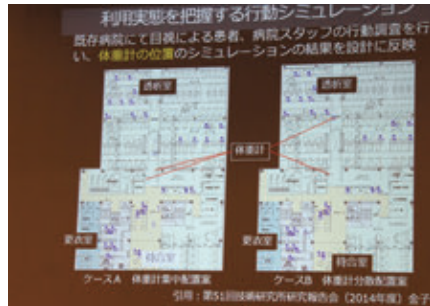 利用実態を把握する行動シミュレーション
既存病院にて目視による患者、病院スタッフの行動調査を行
い、体重計の位置のシミュレーションの結果を設計に反映
透析室
透析室
体重計
更衣室
待合室
更衣室
待合室
ケースA 体重計集中配置案
ケースB 体重計分散配置案
引用：第51回技術研究所研究報告会（2014年度）金子